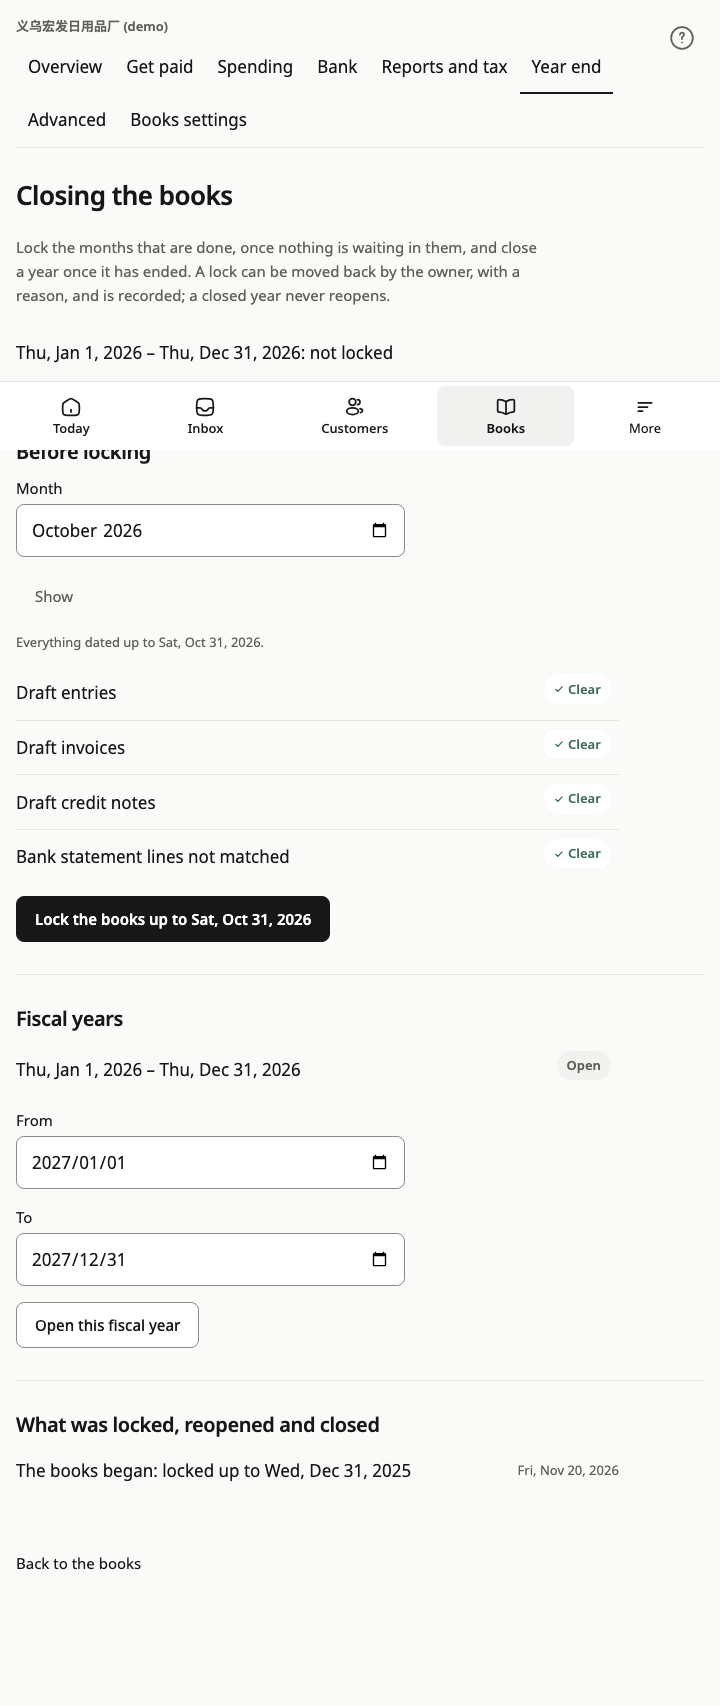 义乌宏发日用品厂 (demo)
Overview Get paid Spending Bank Reports and tax Year end
Advanced Books settings
Closing the books
Lock the months that are done, once nothing is waiting in them, and close
a year once it has ended. A lock can be moved back by the owner, with a
reason, and is recorded; a closed year never reopens.
Thu, Jan 1, 2026 – Thu, Dec 31, 2026: not locked
Today Inbox Customers Books More
Before locking
Month
October 2026
Show
Everything dated up to Sat, Oct 31, 2026.
Draft entries Clear
Draft invoices Clear
Draft credit notes Clear
Bank statement lines not matched Clear
Lock the books up to Sat, Oct 31, 2026
Fiscal years
Thu, Jan 1, 2026 – Thu, Dec 31, 2026 Open
From
2027/01/01
To
2027/12/31
Open this fiscal year
What was locked, reopened and closed
The books began: locked up to Wed, Dec 31, 2025 Fri, Nov 20, 2026
Back to the books